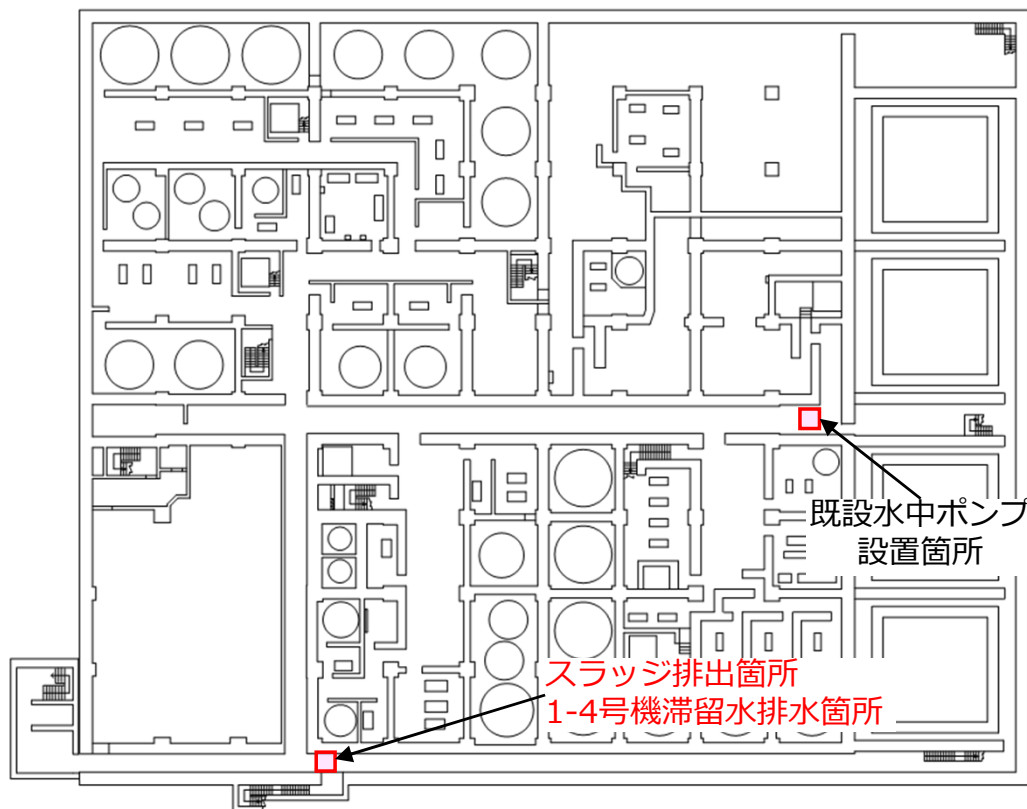 既設水中ポンプ
設置箇所
スラッジ排出箇所
1-4号機滞留水排水箇所